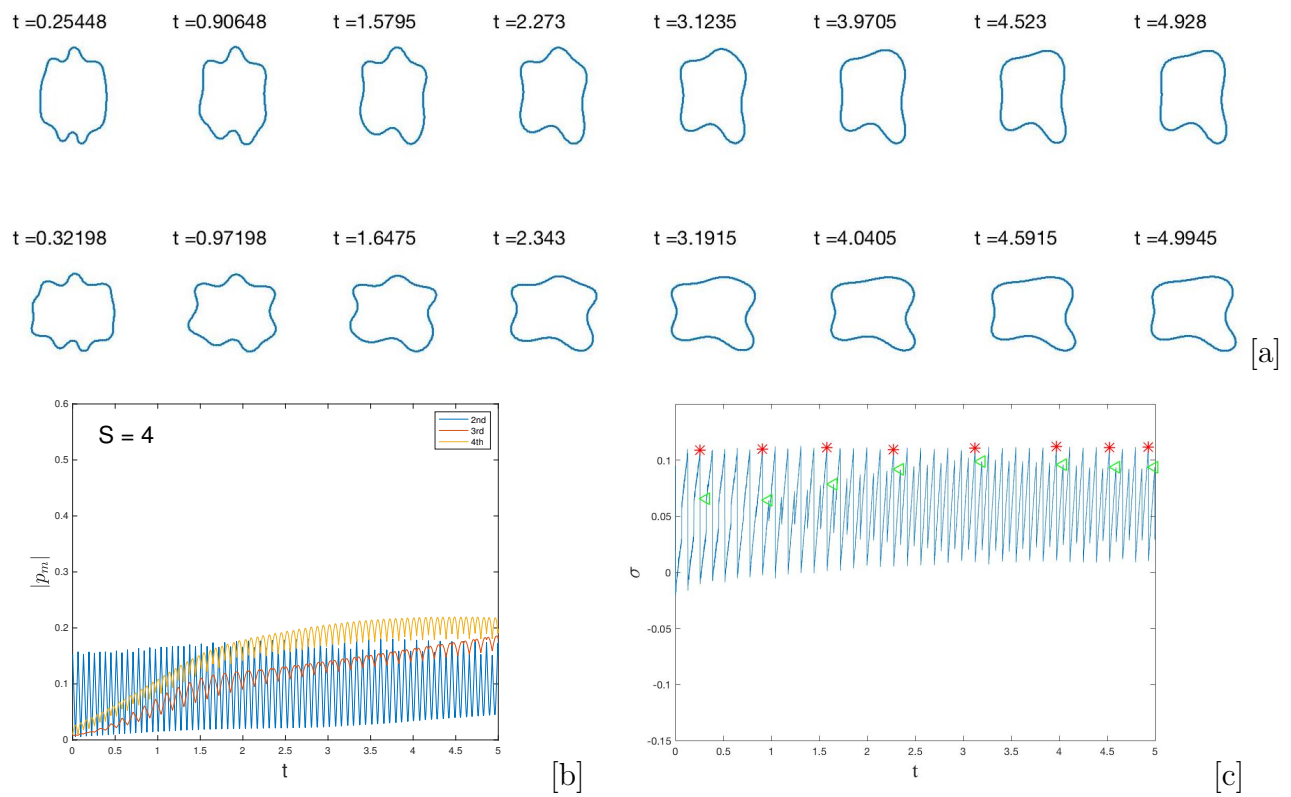 t =0.25448 t =0.90648 t =1.5795 t =2.273 t =3.1235 t =3.9705 t =4.523 t =4.928
t =0.32198 t =0.97198 t =1.6475 t =2.343 t =3.1915 t =4.0405 t =4.5915 t =4.9945
[a]
0.6
0.5
0.4
0.3
0.2
0.1
0
|p_m|
S = 4
2nd
3rd
4th
0 0.5 1 1.5 2 2.5 3 3.5 4 4.5 5
t
[b]
0.1
0.05
0
-0.05
-0.1
-0.15
σ
0 0.5 1 1.5 2 2.5 3 3.5 4 4.5 5
t
[c]